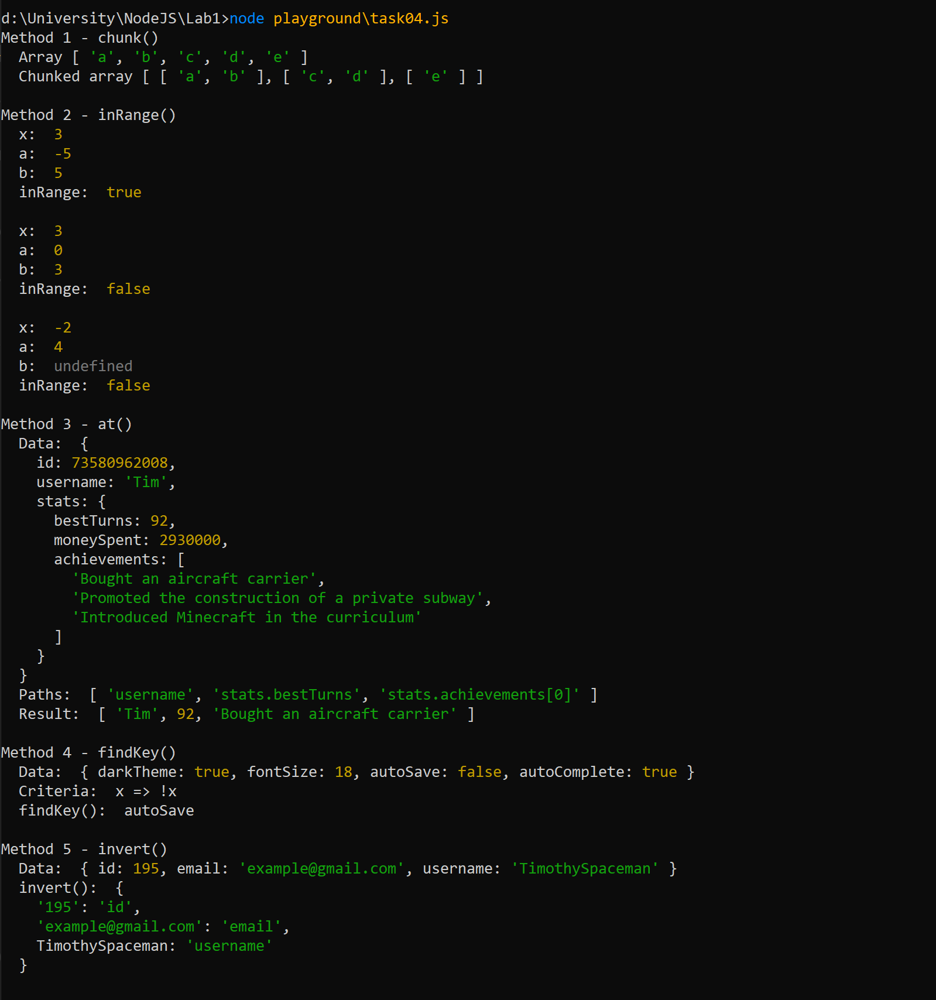 d:\University\NodeJS\Lab1>node playground\task04.js
Method 1 - chunk()
  Array [ 'a', 'b', 'c', 'd', 'e' ]
  Chunked array [ [ 'a', 'b' ], [ 'c', 'd' ], [ 'e' ] ]

Method 2 - inRange()
  x:  3
  a:  -5
  b:  5
  inRange:  true

  x:  3
  a:  0
  b:  3
  inRange:  false

  x:  -2
  a:  4
  b:  undefined
  inRange:  false

Method 3 - at()
  Data:  {
    id: 73580962008,
    username: 'Tim',
    stats: {
      bestTurns: 92,
      moneySpent: 2930000,
      achievements: [
        'Bought an aircraft carrier',
        'Promoted the construction of a private subway',
        'Introduced Minecraft in the curriculum'
      ]
    }
  }
  Paths:  [ 'username', 'stats.bestTurns', 'stats.achievements[0]' ]
  Result:  [ 'Tim', 92, 'Bought an aircraft carrier' ]

Method 4 - findKey()
  Data:  { darkTheme: true, fontSize: 18, autoSave: false, autoComplete: true }
  Criteria:  x => !x
  findKey():  autoSave

Method 5 - invert()
  Data:  { id: 195, email: 'example@gmail.com', username: 'TimothySpaceman' }
  invert():  {
    '195': 'id',
    'example@gmail.com': 'email',
    TimothySpaceman: 'username'
  }